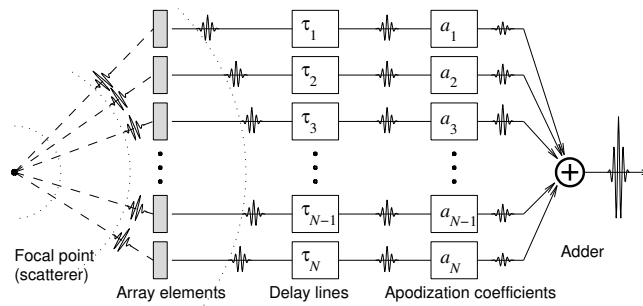 τ1 a1
τ2 a2
τ3 a3
+
τN−1 aN−1
τN aN
Focal point
(scatterer)
Adder
Array elements Delay lines Apodization coefficients